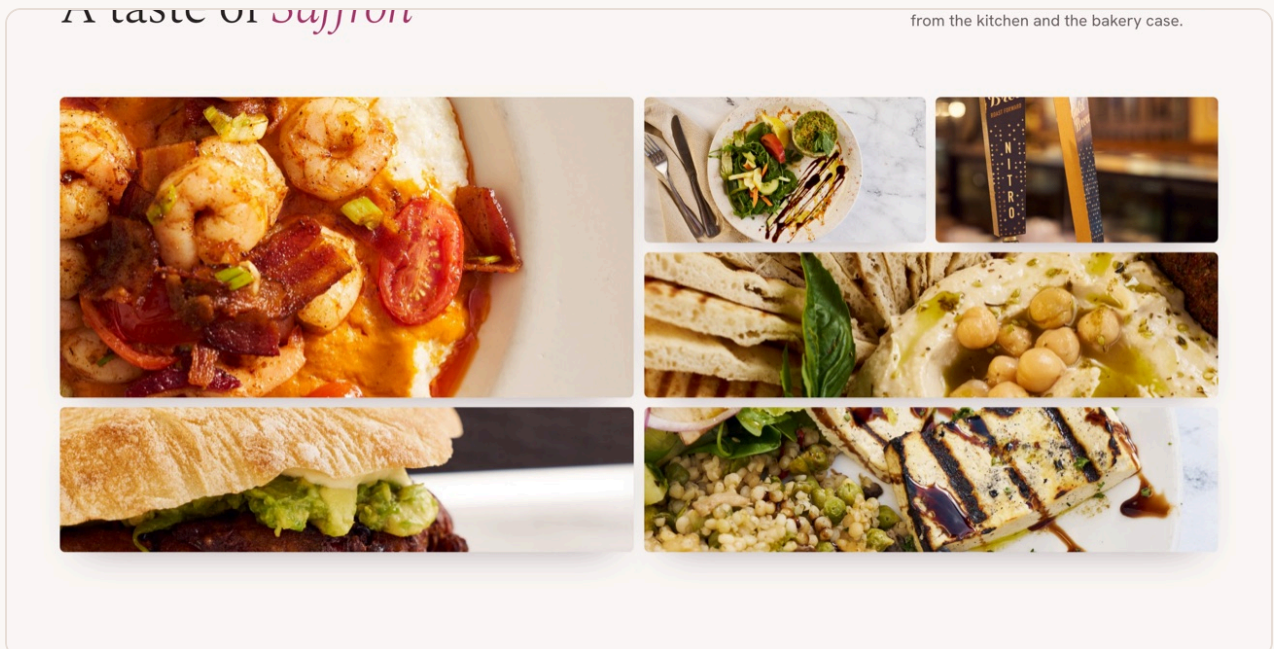 A taste of Saffron
from the kitchen and the bakery case.
NITRO